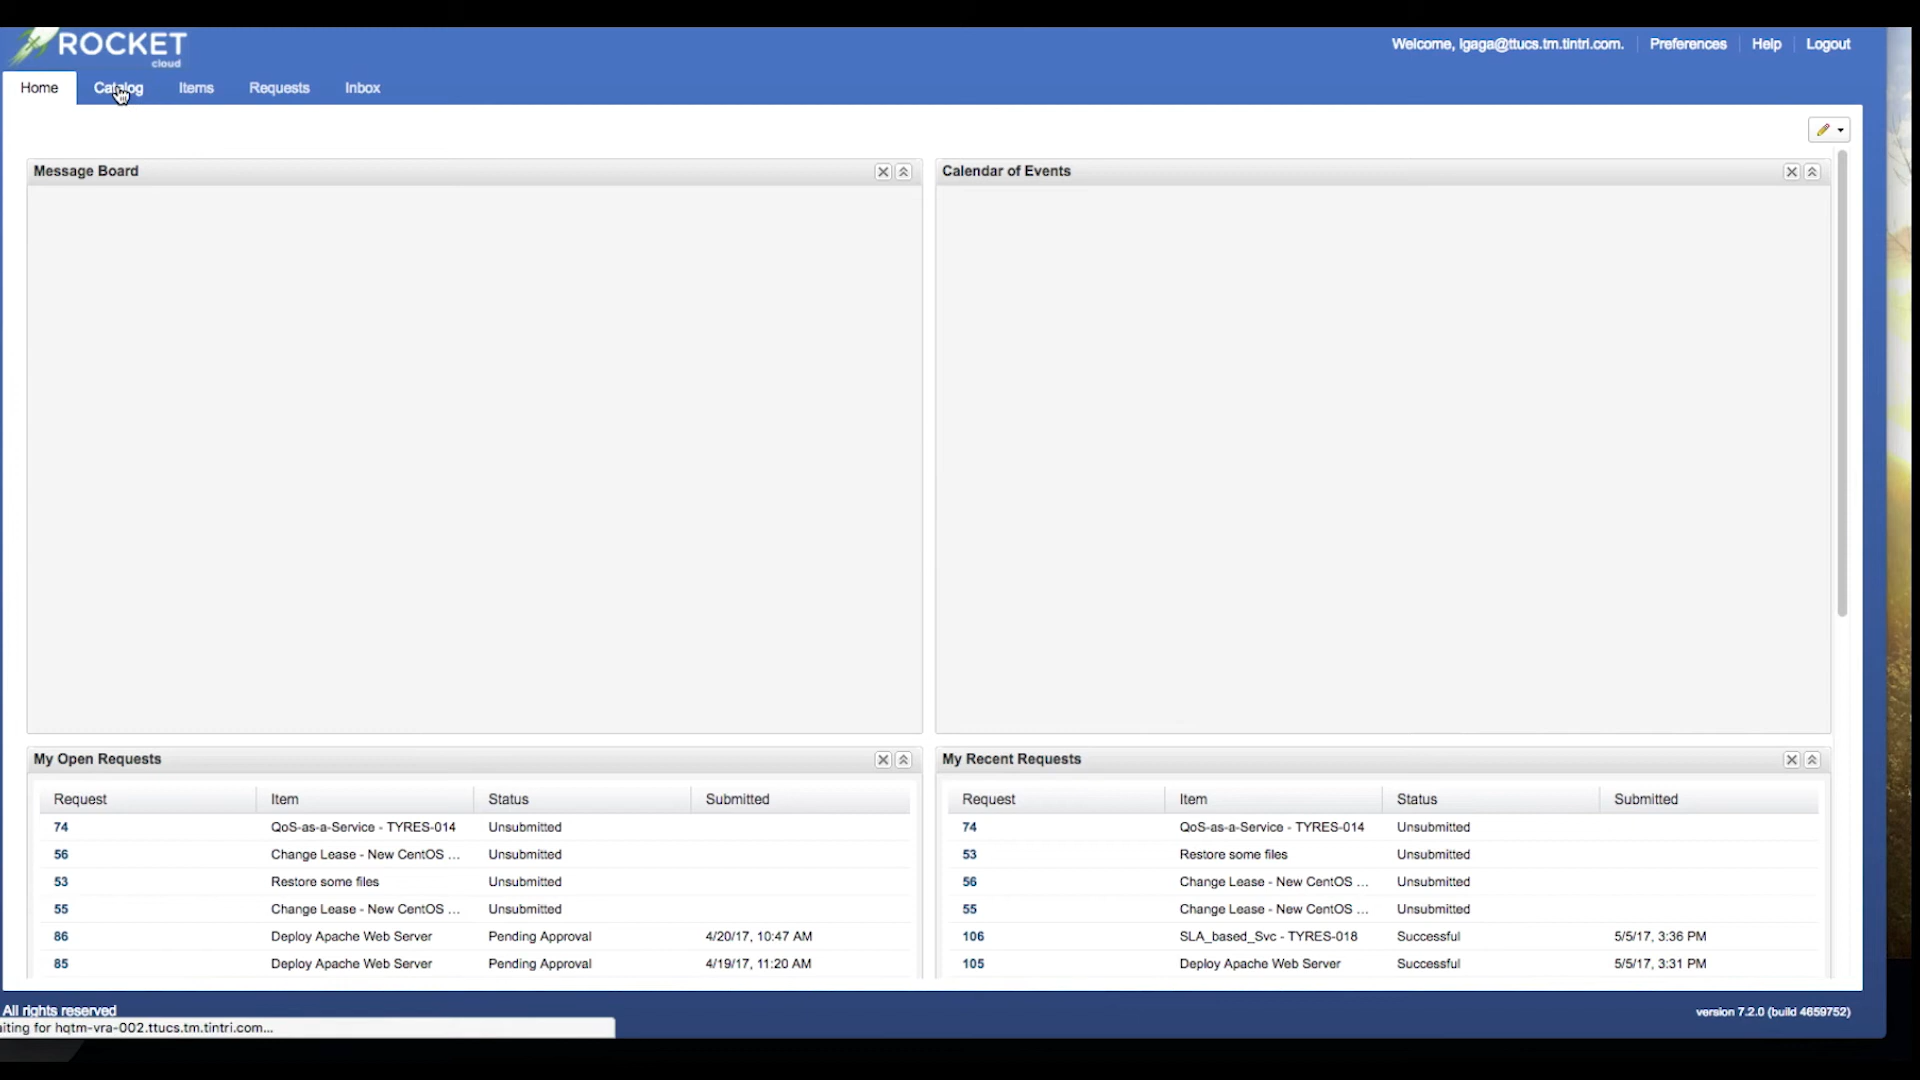 ROCKET
cloud
Welcome, lgaga@ttucs.tm.tintri.com. Preferences Help Logout
Home Catalog Items Requests Inbox
Message Board
Calendar of Events
My Open Requests
Request Item Status Submitted
74 QoS-as-a-Service - TYRES-014 Unsubmitted
56 Change Lease - New CentOS ... Unsubmitted
53 Restore some files Unsubmitted
55 Change Lease - New CentOS ... Unsubmitted
86 Deploy Apache Web Server Pending Approval 4/20/17, 10:47 AM
85 Deploy Apache Web Server Pending Approval 4/19/17, 11:20 AM
My Recent Requests
Request Item Status Submitted
74 QoS-as-a-Service - TYRES-014 Unsubmitted
53 Restore some files Unsubmitted
56 Change Lease - New CentOS ... Unsubmitted
55 Change Lease - New CentOS ... Unsubmitted
106 SLA_based_Svc - TYRES-018 Successful 5/5/17, 3:36 PM
105 Deploy Apache Web Server Successful 5/5/17, 3:31 PM
All rights reserved
aiting for hqtm-vra-002.ttucs.tm.tintri.com...
version 7.2.0 (build 4659752)